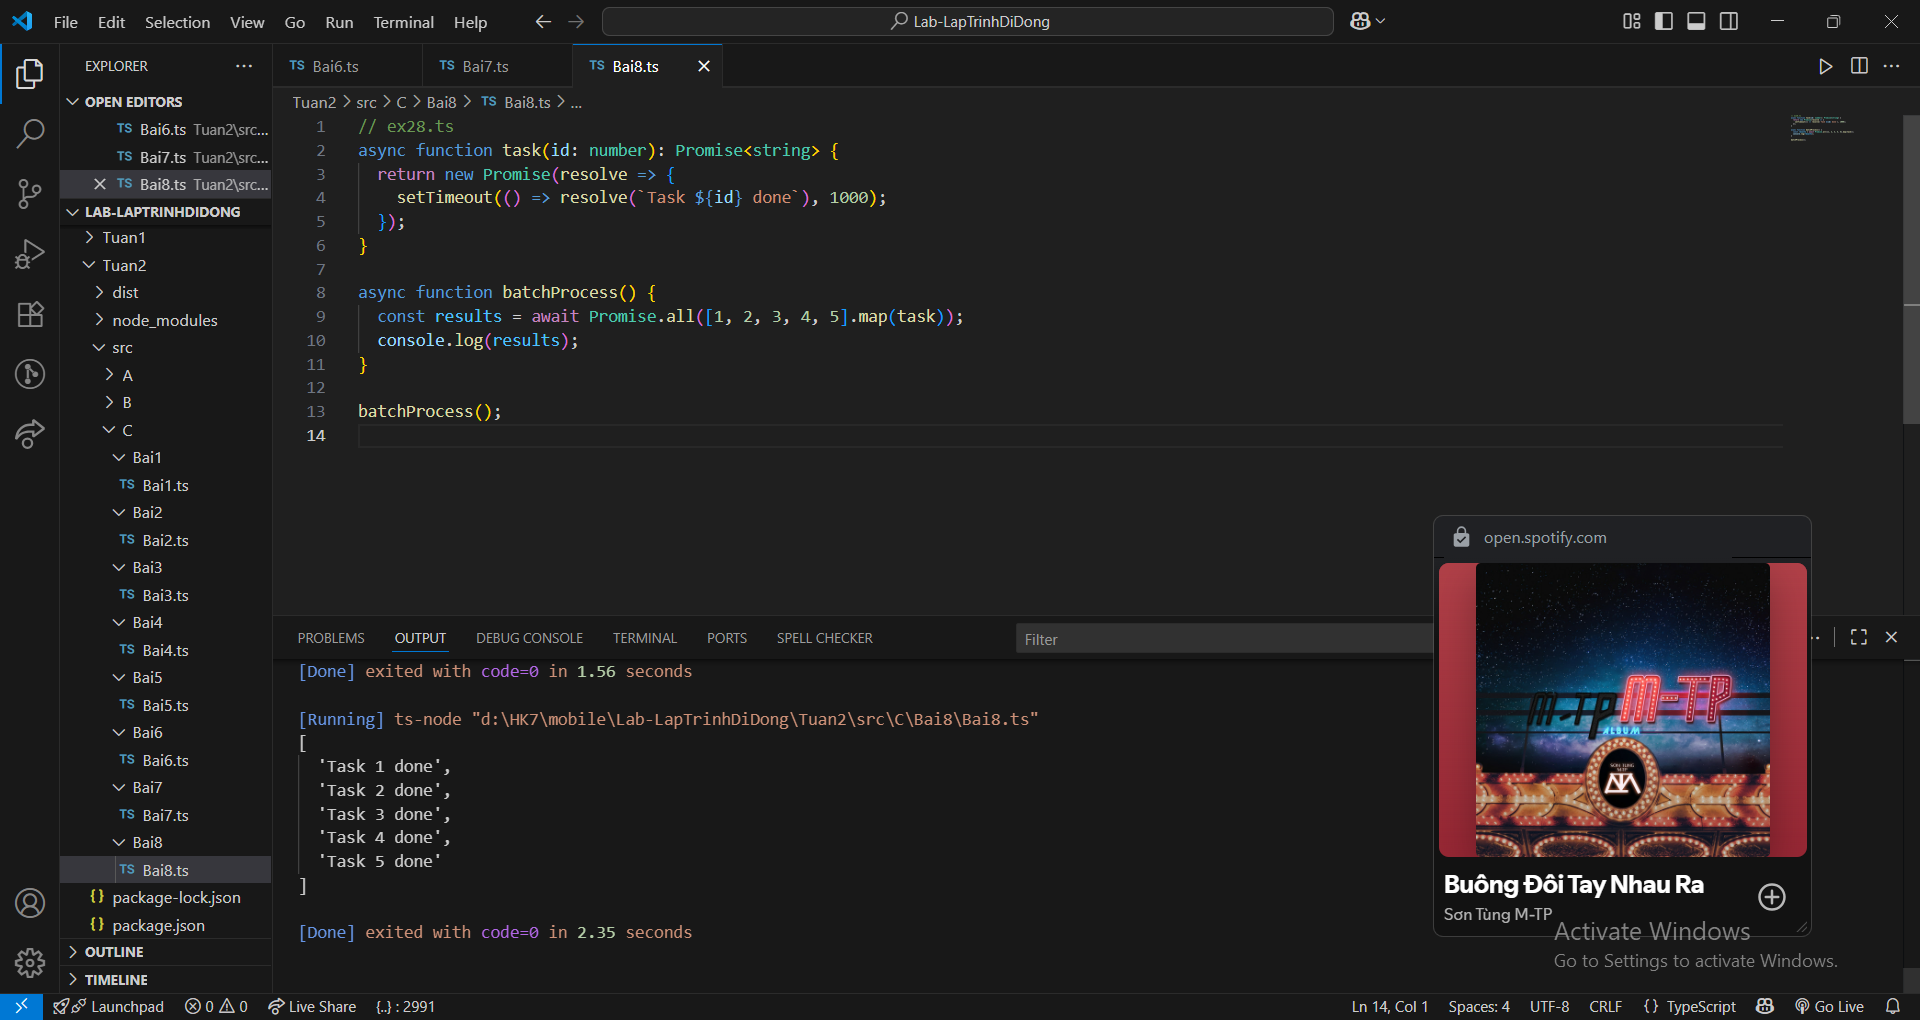 File Edit Selection View Go Run Terminal Help
Lab-LapTrinhDiDong
EXPLORER
OPEN EDITORS
TS Bai6.ts Tuan2\src...
TS Bai7.ts Tuan2\src...
TS Bai8.ts Tuan2\src...
LAB-LAPTRINHDIDONG
Tuan1
Tuan2
dist
node_modules
src
A
B
C
Bai1
TS Bai1.ts
Bai2
TS Bai2.ts
Bai3
TS Bai3.ts
Bai4
TS Bai4.ts
Bai5
TS Bai5.ts
Bai6
TS Bai6.ts
Bai7
TS Bai7.ts
Bai8
TS Bai8.ts
{} package-lock.json
{} package.json
OUTLINE
TIMELINE
TS Bai6.ts TS Bai7.ts TS Bai8.ts
Tuan2 > src > C > Bai8 > TS Bai8.ts > ...
1 // ex28.ts
2 async function task(id: number): Promise<string> {
3 return new Promise(resolve => {
4 setTimeout(() => resolve(`Task ${id} done`), 1000);
5 });
6 }
7
8 async function batchProcess() {
9 const results = await Promise.all([1, 2, 3, 4, 5].map(task));
10 console.log(results);
11 }
12
13 batchProcess();
14
PROBLEMS OUTPUT DEBUG CONSOLE TERMINAL PORTS SPELL CHECKER
Filter
[Done] exited with code=0 in 1.56 seconds
[Running] ts-node "d:\HK7\mobile\Lab-LapTrinhDiDong\Tuan2\src\C\Bai8\Bai8.ts"
[
'Task 1 done',
'Task 2 done',
'Task 3 done',
'Task 4 done',
'Task 5 done'
]
[Done] exited with code=0 in 2.35 seconds
open.spotify.com
M-TP M-TP
ALBUM
SON TUNG
MTP
Buông Đôi Tay Nhau Ra
Sơn Tùng M-TP
Activate Windows
Go to Settings to activate Windows.
Launchpad 0 0 Live Share {..} : 2991
Ln 14, Col 1 Spaces: 4 UTF-8 CRLF {} TypeScript Go Live